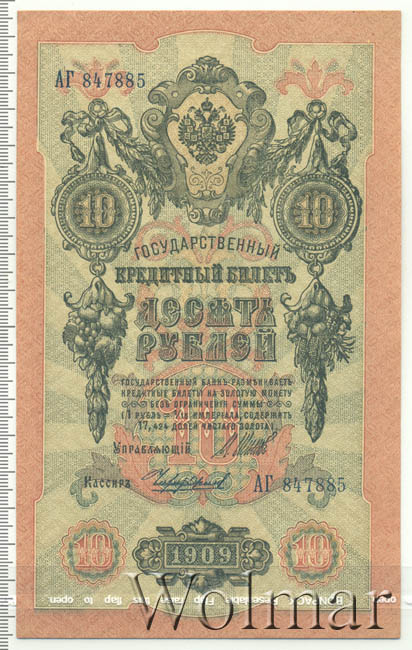 АГ 847885
10 10
ГОСУДАРСТВЕННЫЙ
КРЕДИТНЫЙ БИЛЕТЪ
ДЕСЯТЬ
РУБЛЕЙ
ГОСУДАРСТВЕННЫЙ БАНКЪ РАЗМѢНИВАЕТЪ
КРЕДИТНЫЕ БИЛЕТЫ НА ЗОЛОТУЮ МОНЕТУ
БЕЗЪ ОГРАНИЧЕНІЯ СУММЫ
(1 РУБЛЬ = 1/15 ИМПЕРІАЛА, СОДЕРЖИТЪ
17,424 ДОЛЕЙ ЧИСТАГО ЗОЛОТА)
Управляющій
Кассиръ
АГ 847885
10 1909 10
Wolmar